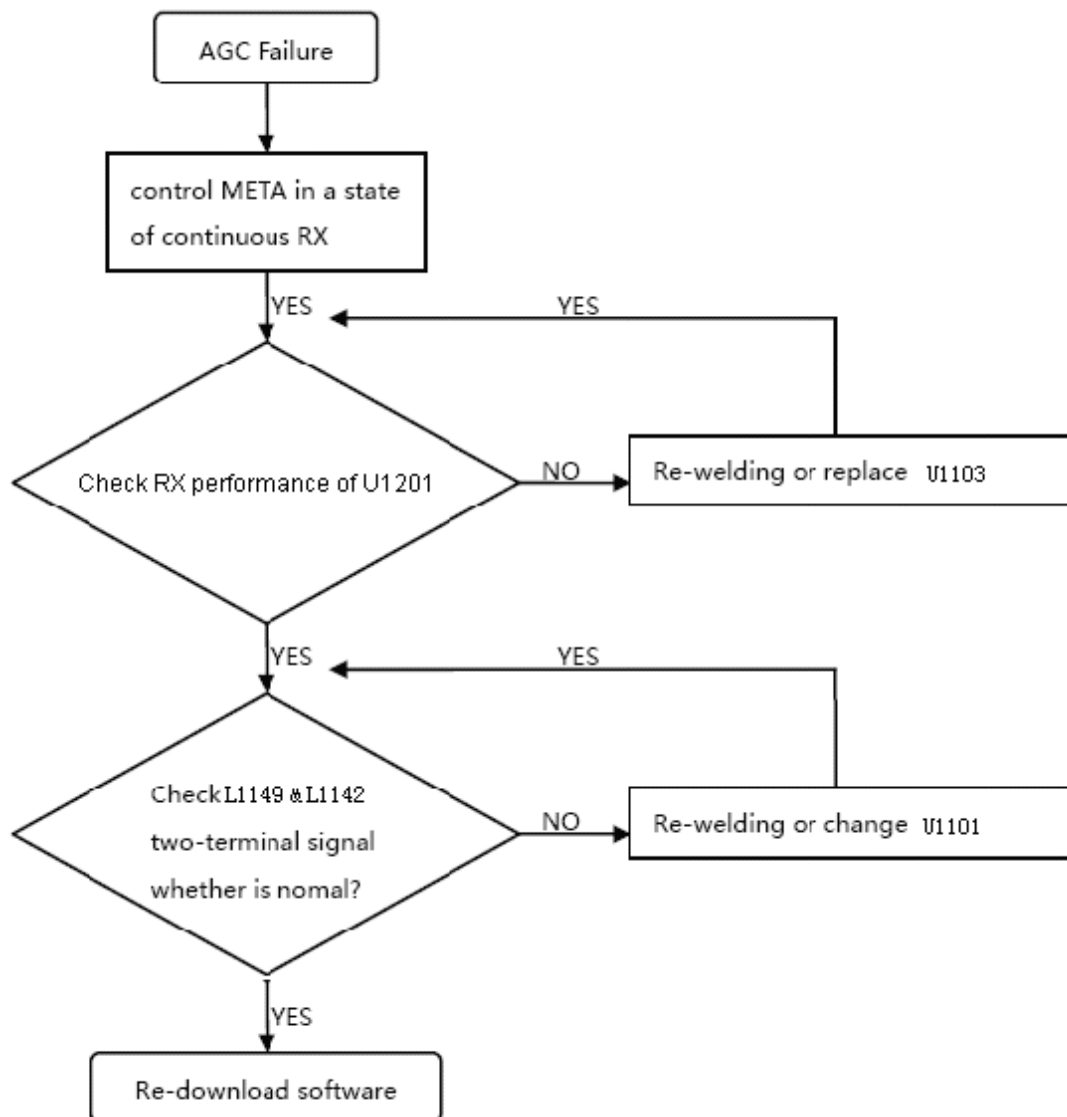 AGC Failure
control META in a state
of continuous RX
YES
YES
Check RX performance of U1201
NO
Re-welding or replace U1103
YES
YES
Check L1149 &L1142
two-terminal signal
whether is nomal?
NO
Re-welding or change U1101
YES
Re-download software